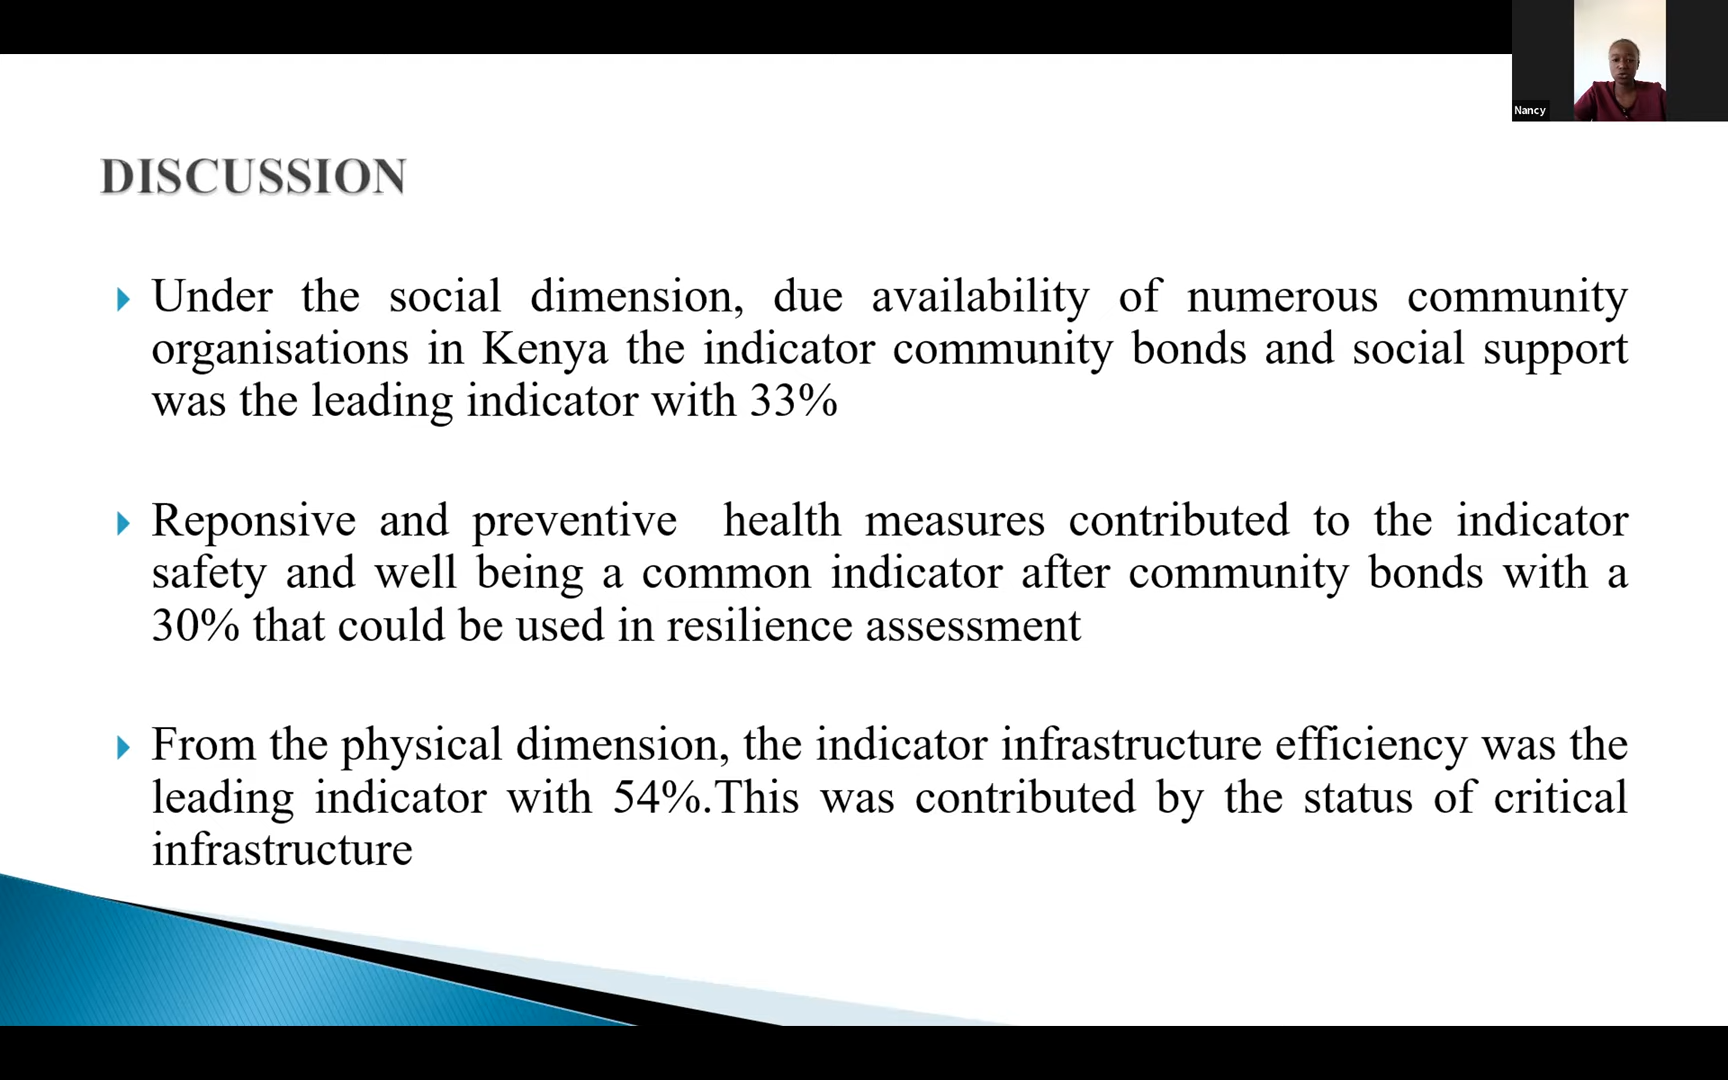 Nancy
DISCUSSION
Under the social dimension, due availability of numerous community
organisations in Kenya the indicator community bonds and social support
was the leading indicator with 33%
Reponsive and preventive health measures contributed to the indicator
safety and well being a common indicator after community bonds with a
30% that could be used in resilience assessment
From the physical dimension, the indicator infrastructure efficiency was the
leading indicator with 54%.This was contributed by the status of critical
infrastructure